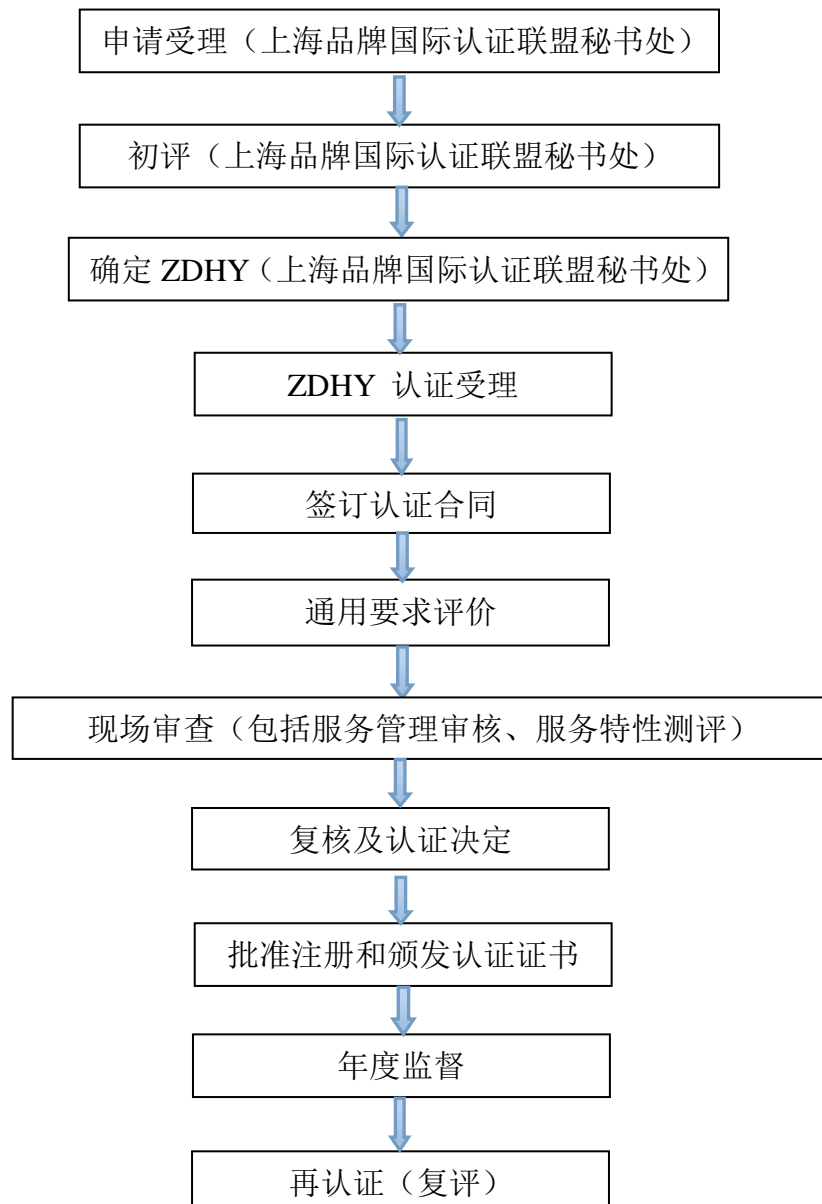 申请受理（上海品牌国际认证联盟秘书处）
初评（上海品牌国际认证联盟秘书处）
确定 ZDHY（上海品牌国际认证联盟秘书处）
ZDHY 认证受理
签订认证合同
通用要求评价
现场审查（包括服务管理审核、服务特性测评）
复核及认证决定
批准注册和颁发认证证书
年度监督
再认证（复评）